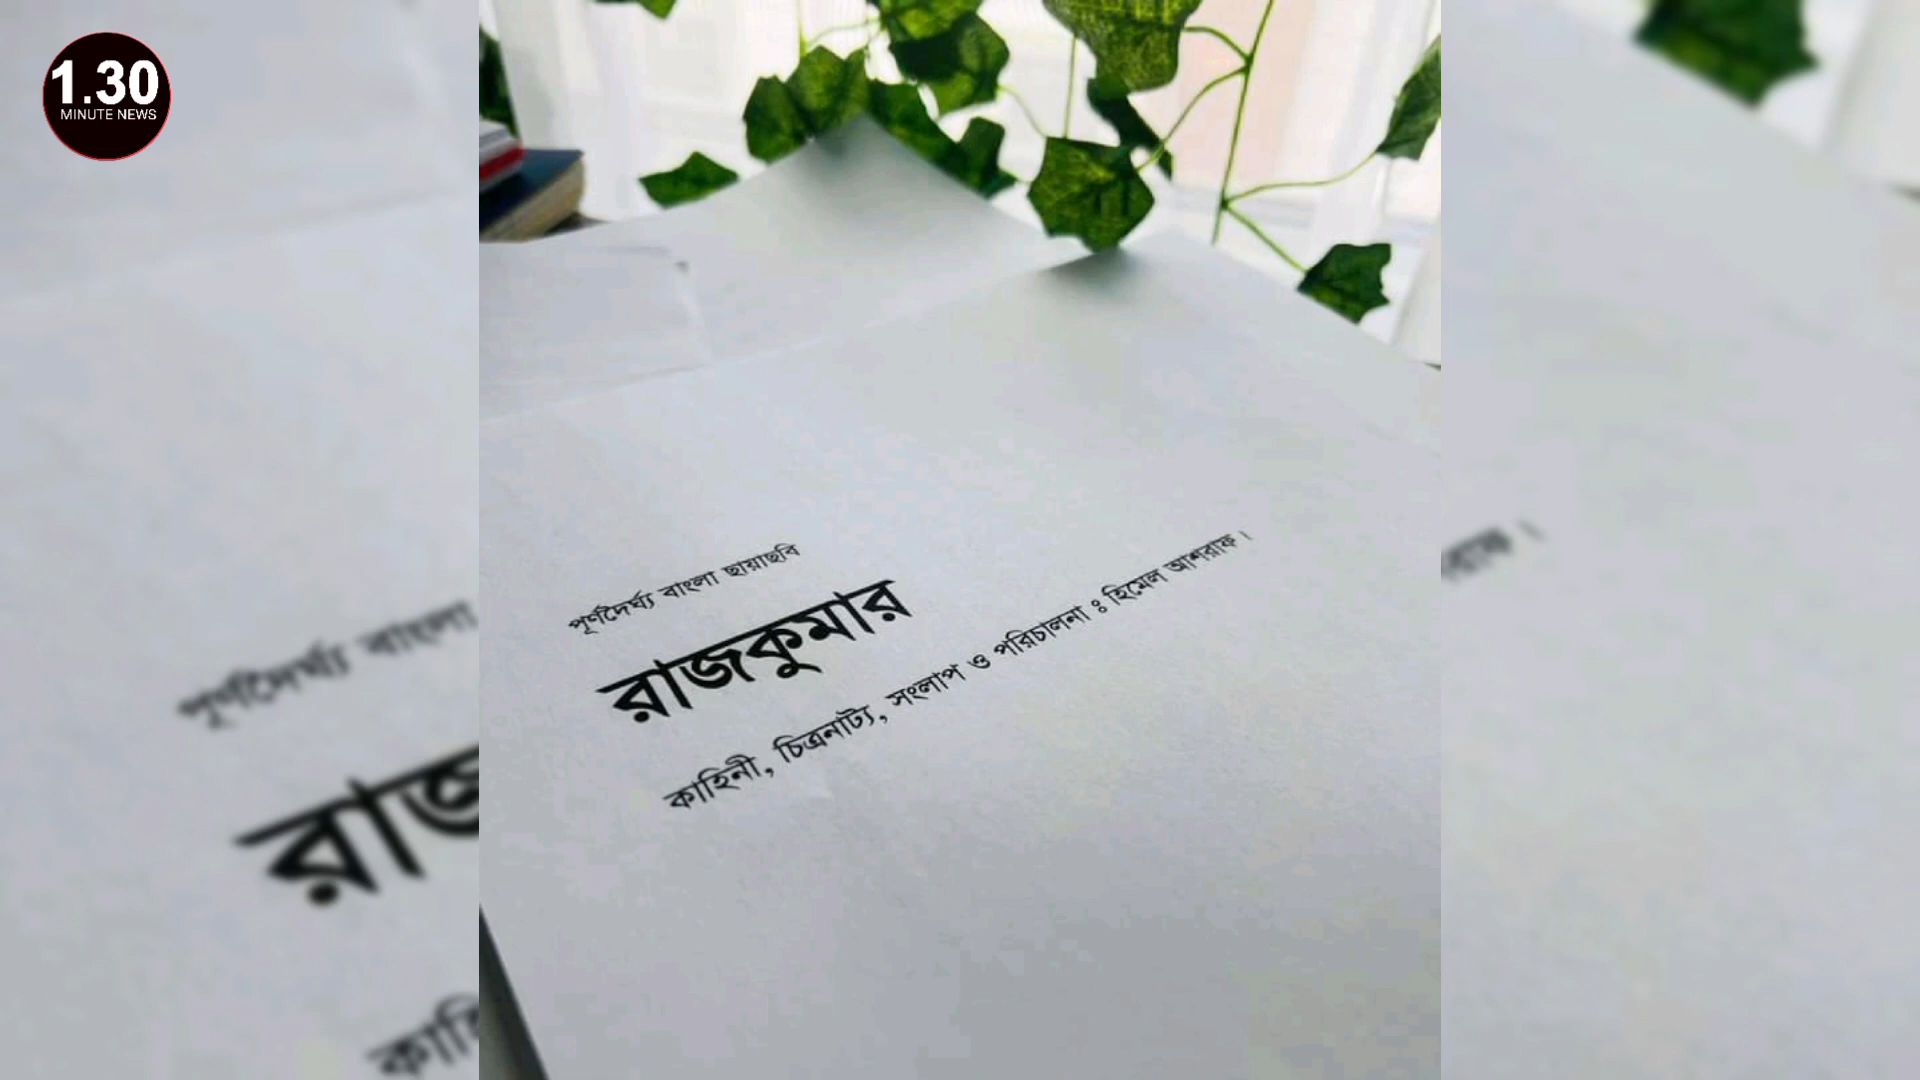 1.30
MINUTE NEWS
পূর্ণদৈর্ঘ্য বাংলা ছায়াছবি
রাজকুমার
কাহিনী, চিত্রনাট্য, সংলাপ ও পরিচালনা ঃ হিমেল আশরাফ।